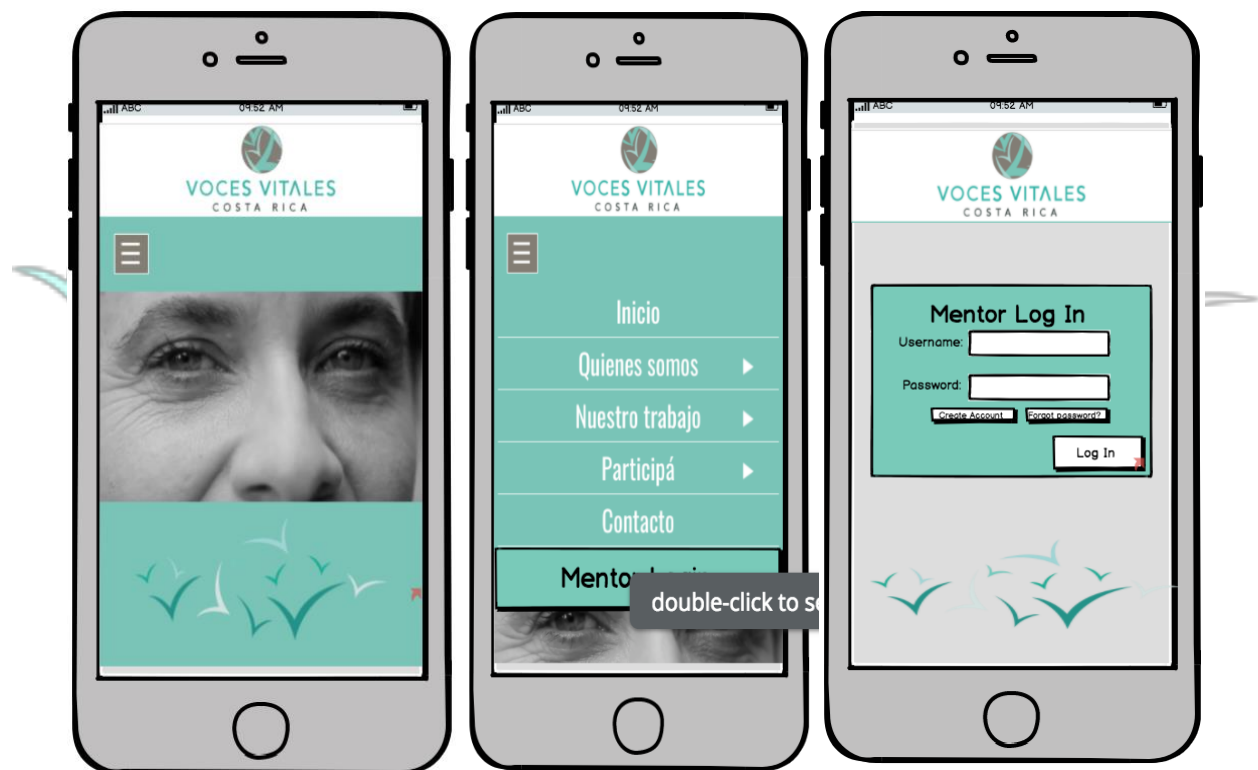 ABC 09:52 AM
VOCES VITALES
COSTA RICA
ABC 09:52 AM
VOCES VITALES
COSTA RICA
Inicio
Quienes somos
Nuestro trabajo
Participá
Contacto
Mentor
double-click to
ABC 09:52 AM
VOCES VITALES
COSTA RICA
Mentor Log In
Username:
Password:
Create Account Forgot password?
Log In